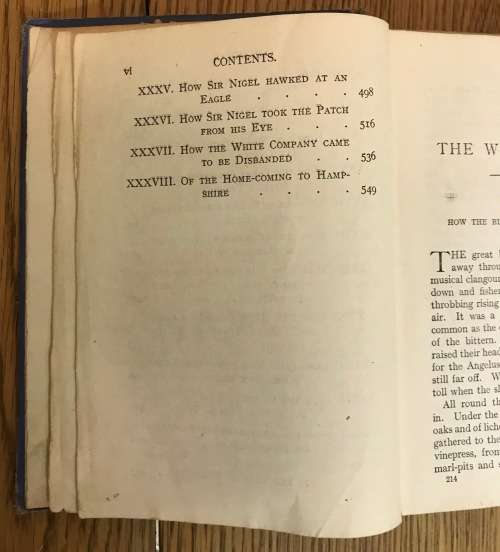 vi CONTENTS.
XXXV. How Sir Nigel hawked at an
Eagle . . . . 498
XXXVI. How Sir Nigel took the Patch
from his Eye . . . 516
XXXVII. How the White Company came
to be Disbanded . . 536
XXXVIII. Of the Home-coming to Hamp-
shire . . . . 549
THE W
HOW THE
THE great
away throu
musical clangou
down and fisher
throbbing rising
air. It was a
common as the
of the bittern.
raised their head
for the Angelus
still far off. W
toll when the
All round th
in. Under the
oaks and of
gathered to the
vinepress, from
marl-pits and
214